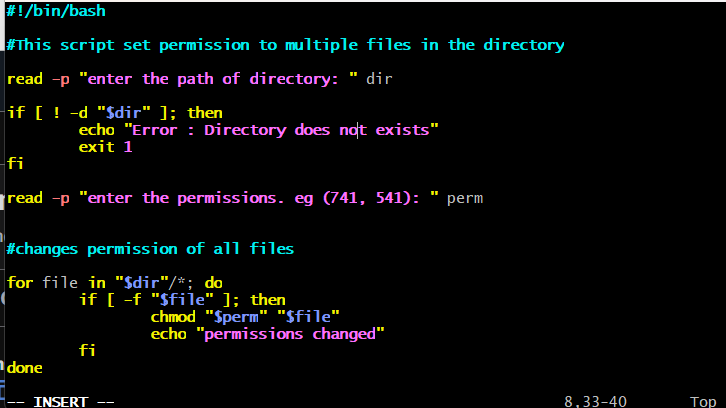 #!/bin/bash
#This script set permission to multiple files in the directory
read -p "enter the path of directory: " dir
if [ ! -d "$dir" ]; then
echo "Error : Directory does not exists"
exit 1
fi
read -p "enter the permissions. eg (741, 541): " perm
#changes permission of all files
for file in "$dir"/*; do
if [ -f "$file" ]; then
chmod "$perm" "$file"
echo "permissions changed"
fi
done
-- INSERT -- 8,33-40 Top